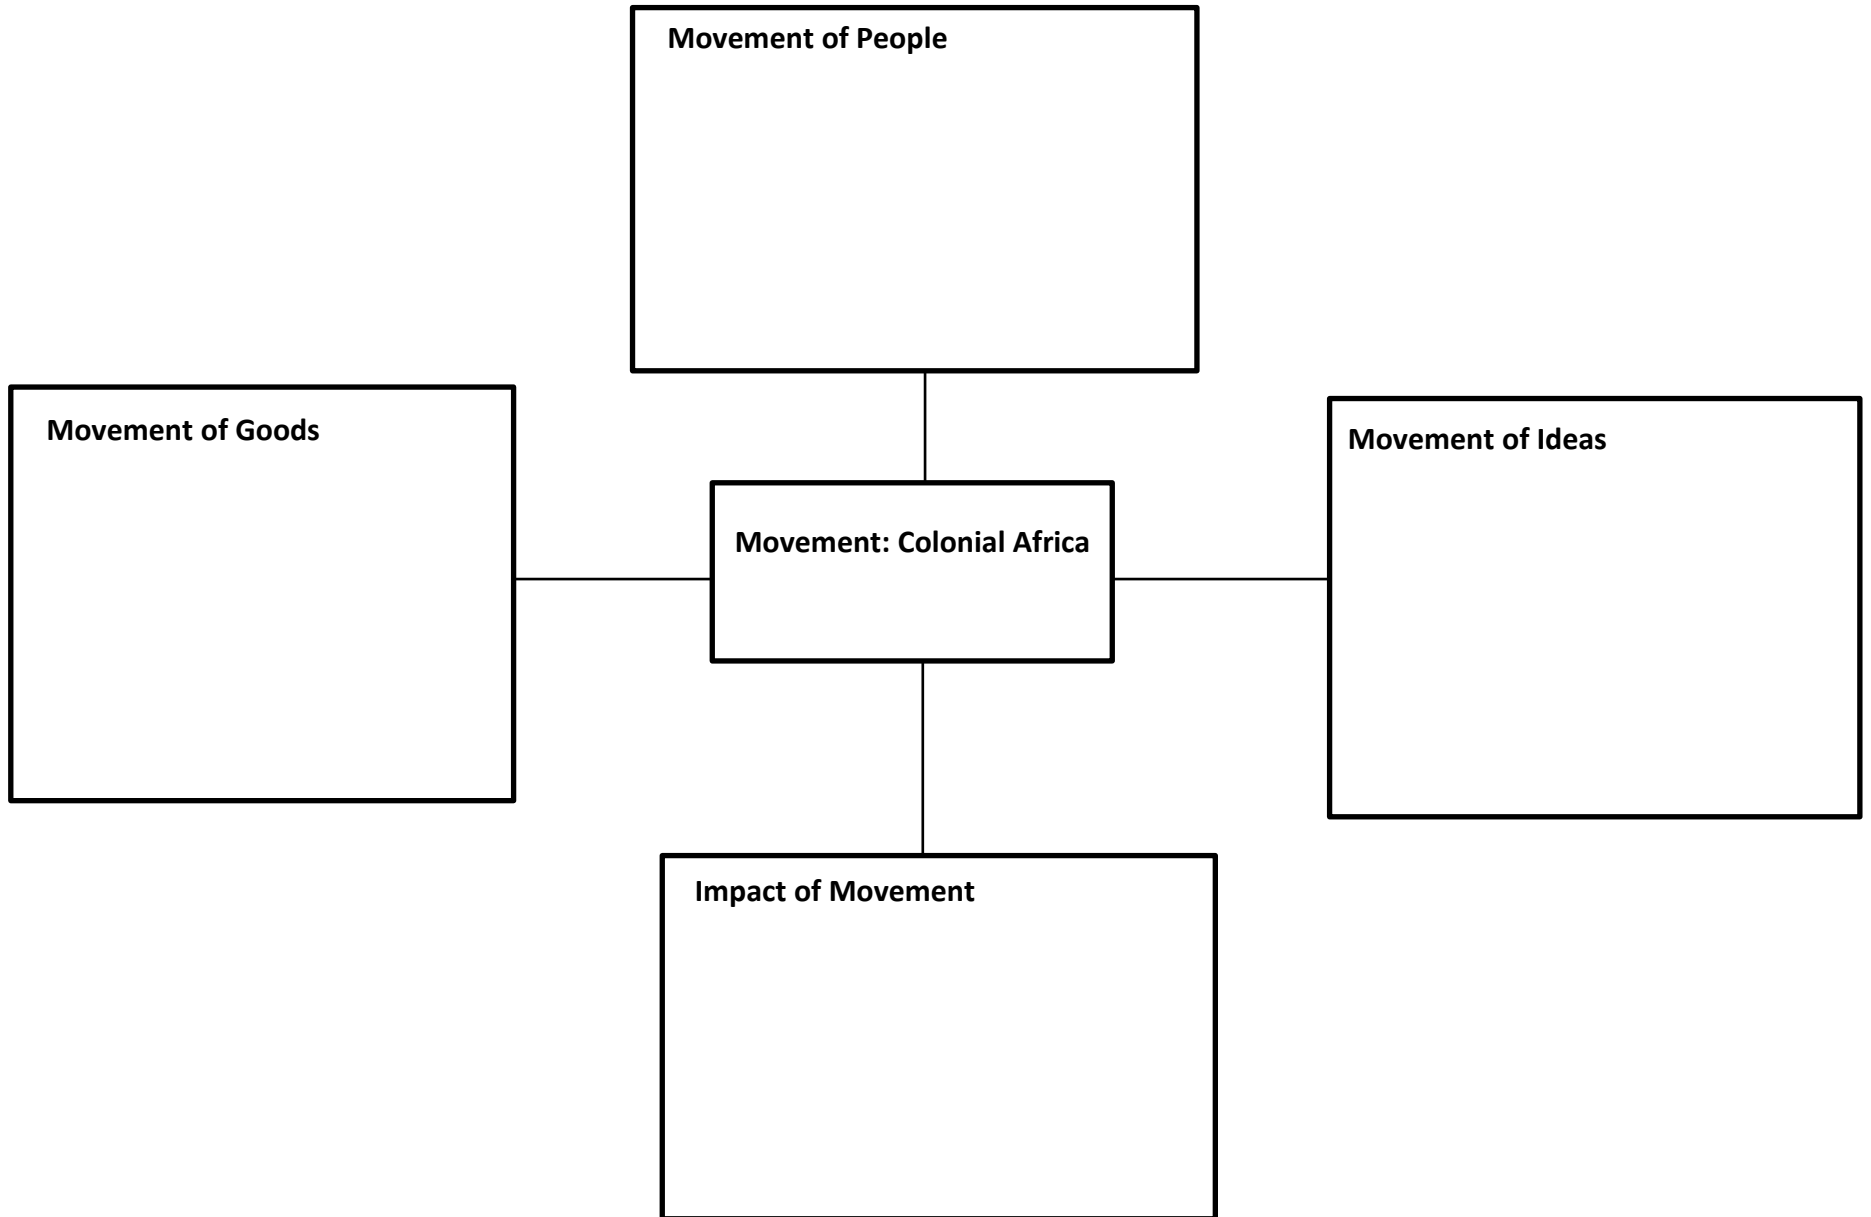 Movement of People
Movement of Goods
Movement of Ideas
Movement: Colonial Africa
Impact of Movement